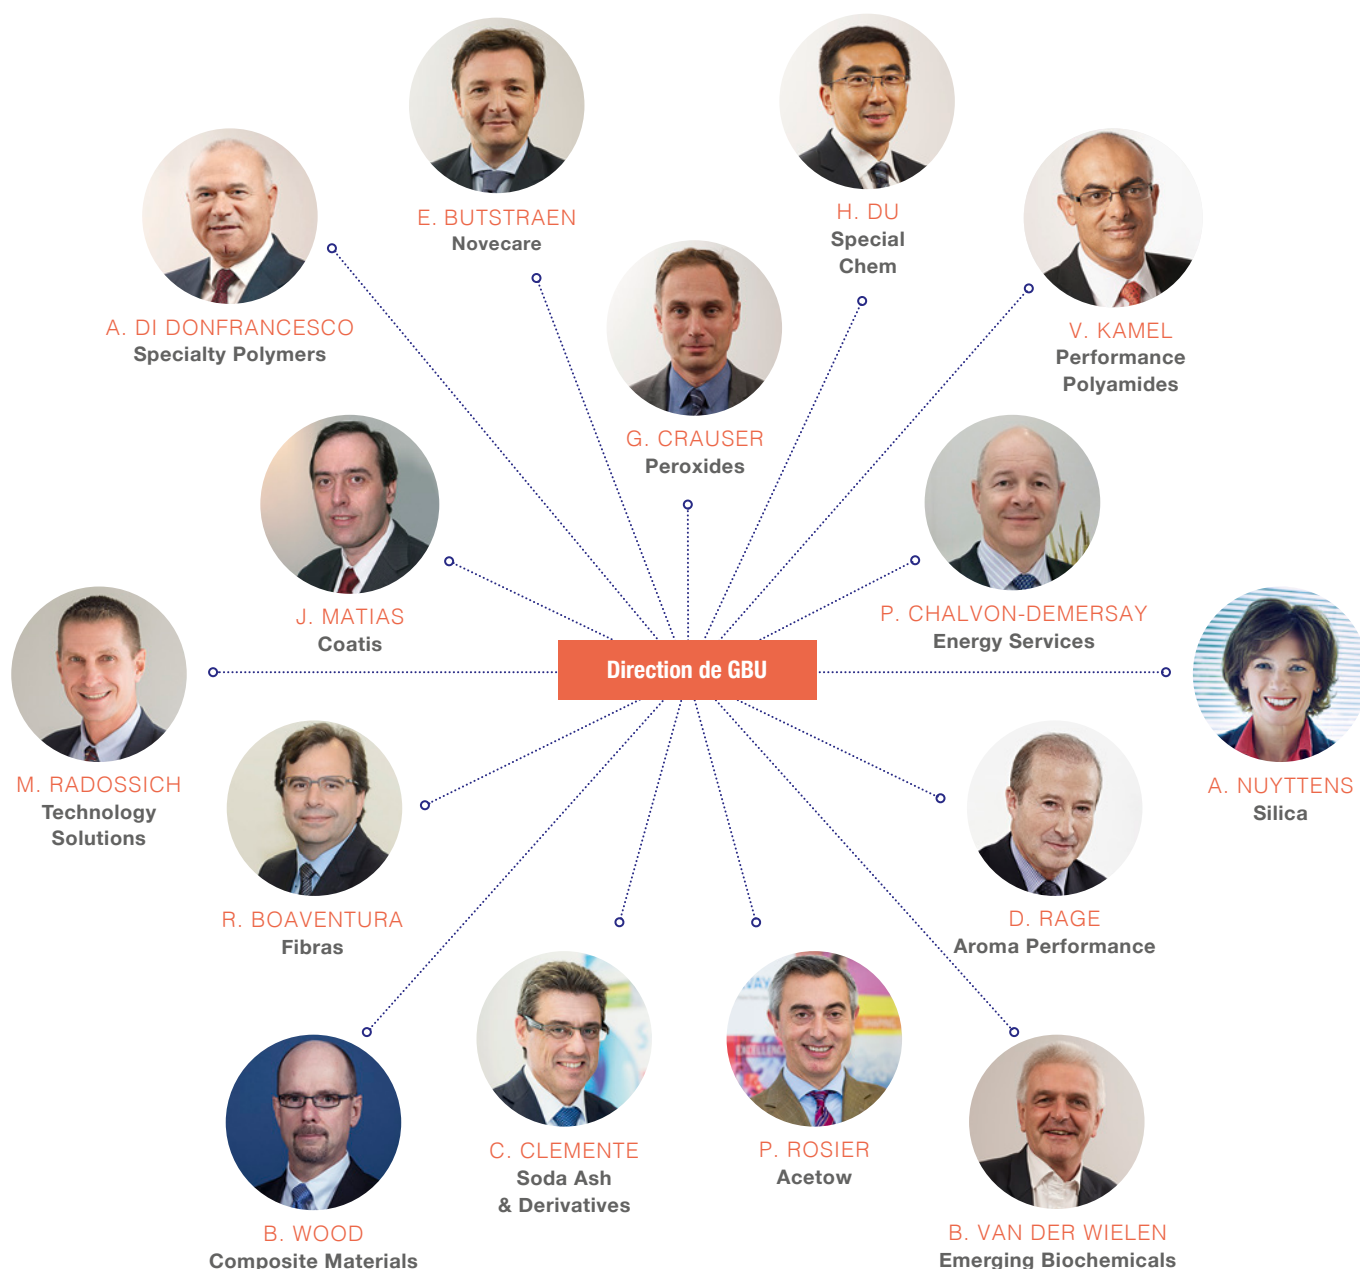 E. BUTSTRAEN
Novecare
H. DU
Special
Chem
A. DI DONFRANCESCO
Specialty Polymers
V. KAMEL
Performance
Polyamides
G. CRAUSER
Peroxides
J. MATIAS
Coatis
P. CHALVON-DEMERSAY
Energy Services
Direction de GBU
M. RADOSSICH
Technology
Solutions
A. NUYTTENS
Silica
R. BOAVENTURA
Fibras
D. RAGE
Aroma Performance
C. CLEMENTE
Soda Ash
& Derivatives
P. ROSIER
Acetow
B. WOOD
Composite Materials
B. VAN DER WIELEN
Emerging Biochemicals